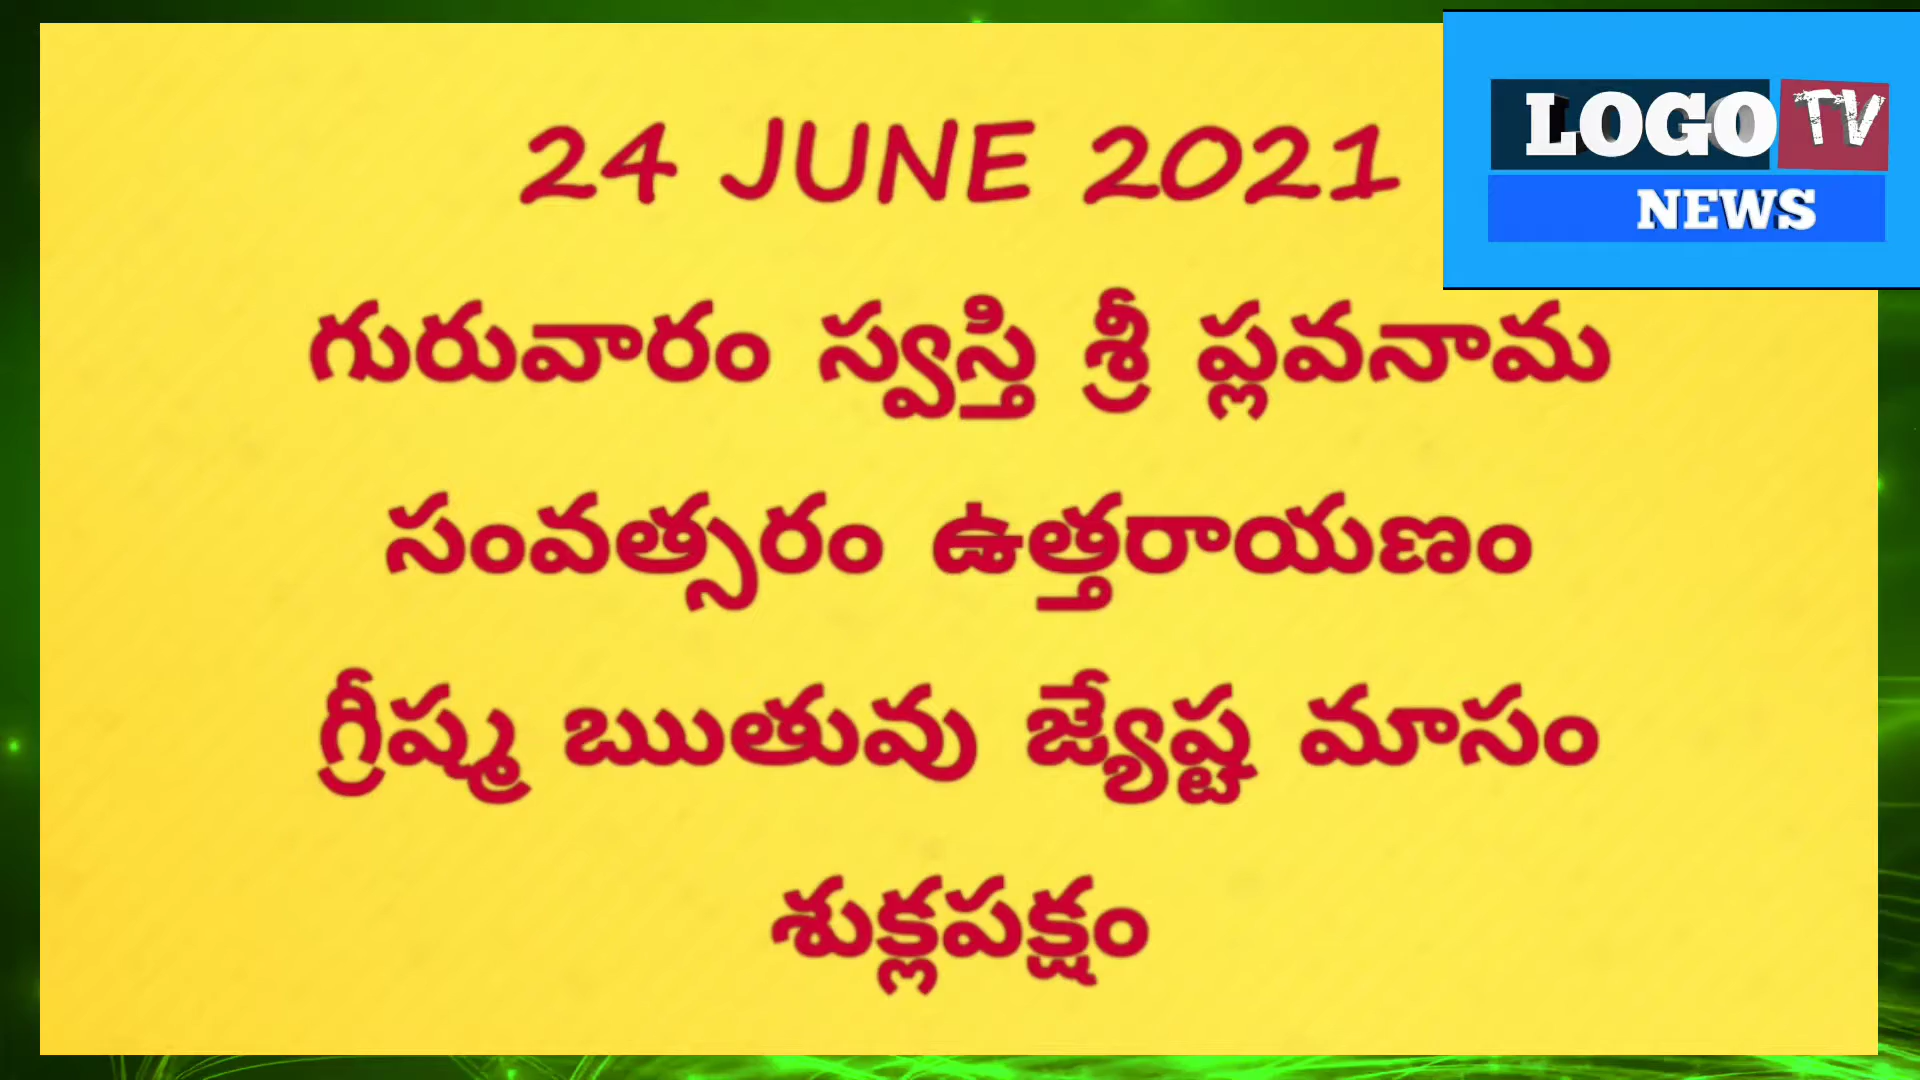 24 JUNE 2021
LOGO TV
NEWS
గురువారం స్వస్తి శ్రీ ప్లవనామ
సంవత్సరం ఉత్తరాయణం
గ్రీష్మ ఋతువు జ్యేష్ట మాసం
శుక్లపక్షం